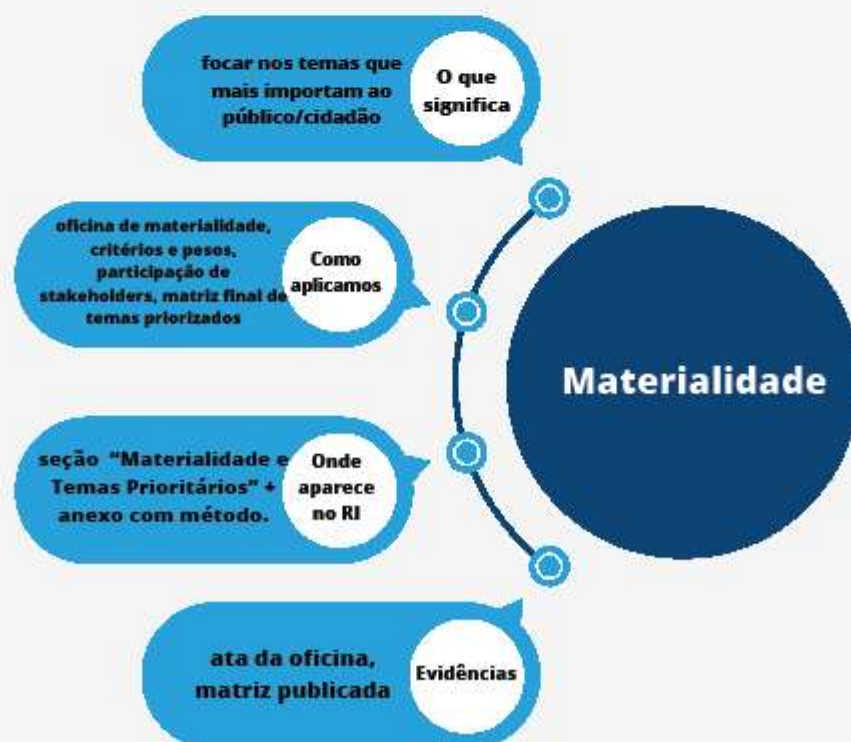 focar nos temas que
mais importam ao
público/cidadão
O que
significa
oficina de materialidade,
critérios e pesos,
participação de
stakeholders, matriz final de
temas priorizados
Como
aplicamos
Materialidade
seção “Materialidade e
Temas Prioritários” +
anexo com método.
Onde
aparece
no RI
ata da oficina,
matriz publicada
Evidências